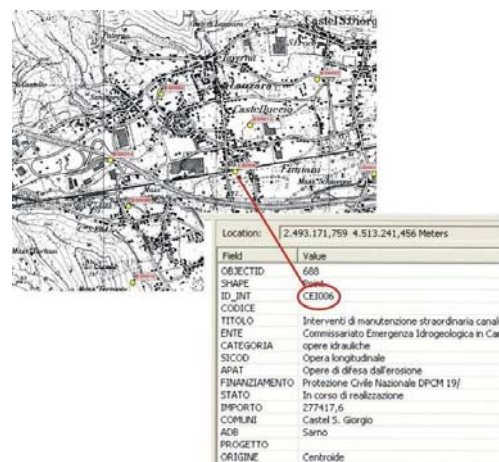 Castel S. Giorg
Taverna
Lanzara
Castelluccio
Fimiani
Location: 2.493.171,759 4.513.241,456 Meters
Field Value
OBJECTID 688
SHAPE Point
ID_INT CEI006
CODICE
TITOLO Interventi di manutenzione straordinaria canal
ENTE Commissariato Emergenza Idrogeologica in Ca
CATEGORIA opere idrauliche
SICOD Opera longitudinale
APAT Opere di difesa dall'erosione
FINANZIAMENTO Protezione Civile Nazionale DPCM 19/
STATO In corso di realizzazione
IMPORTO 277417,6
COMUNI Castel S. Giorgio
ADB Sarno
PROGETTO
ORIGINE Centroide